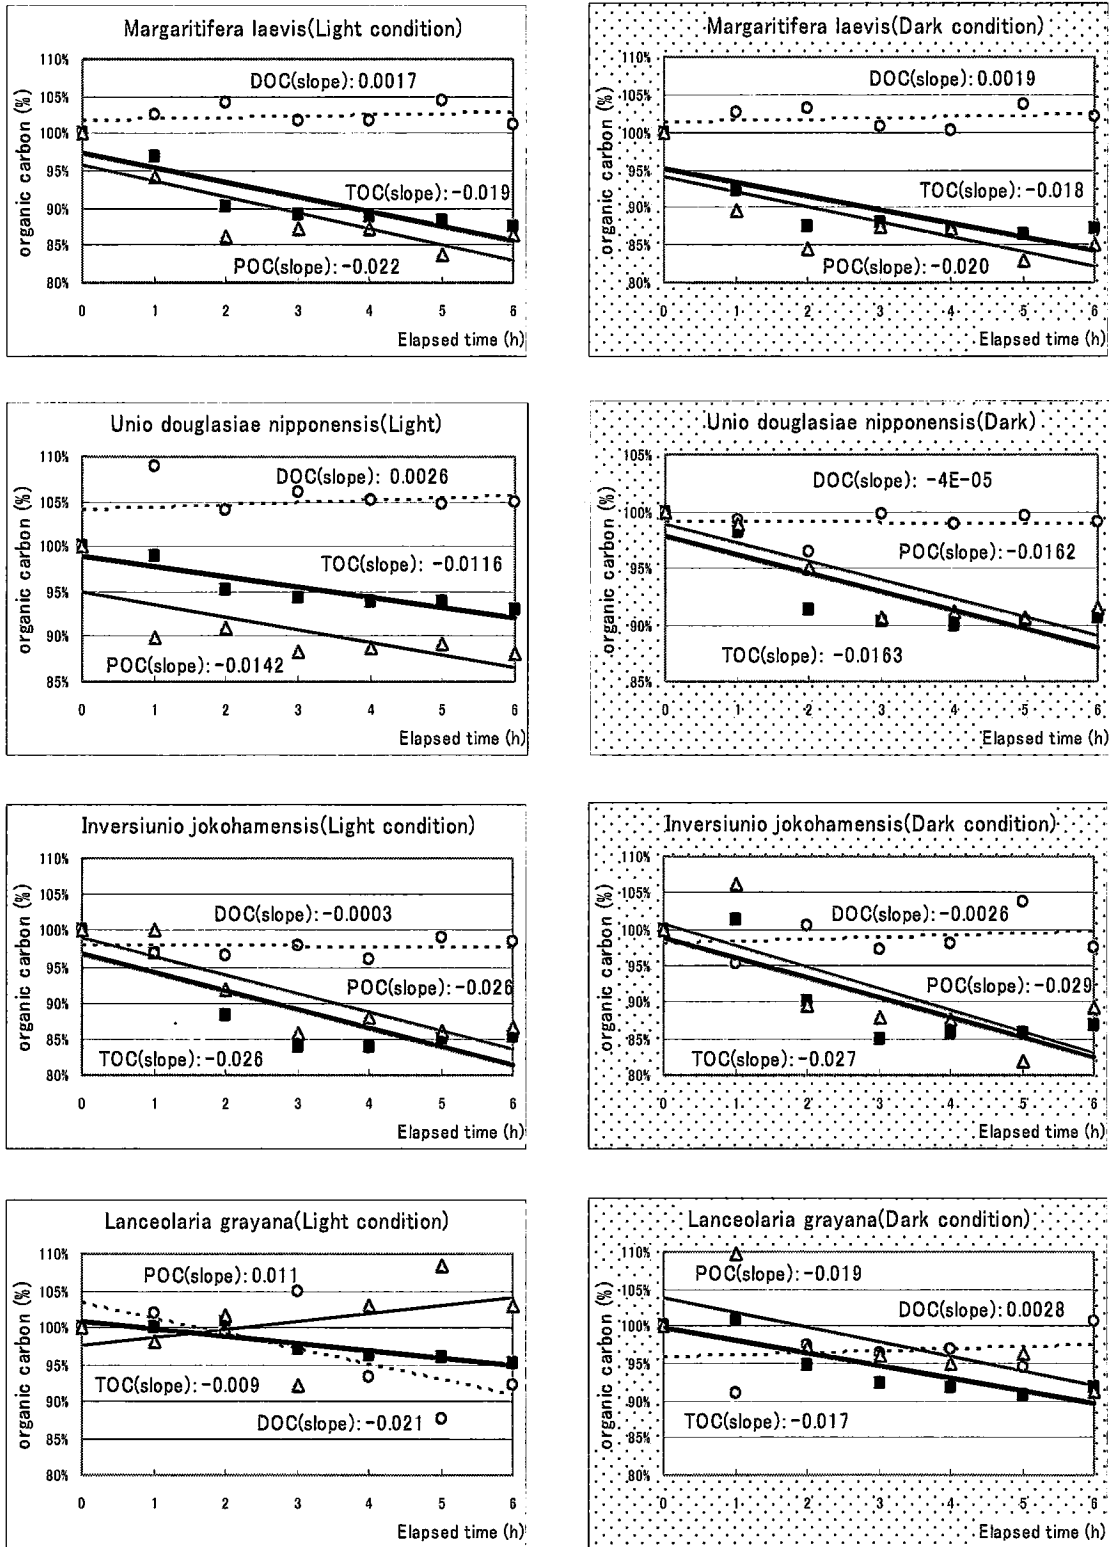 Margaritifera laevis(Light condition)
organic carbon (%)
110%
105%
100%
95%
90%
85%
80%
DOC(slope): 0.0017
TOC(slope): -0.019
POC(slope): -0.022
0 1 2 3 4 5 6
Elapsed time (h)
Margaritifera laevis(Dark condition)
organic carbon (%)
110%
105%
100%
95%
90%
85%
80%
DOC(slope): 0.0019
TOC(slope): -0.018
POC(slope): -0.020
0 1 2 3 4 5 6
Elapsed time (h)
Unio douglasiae nipponensis(Light)
organic carbon (%)
110%
105%
100%
95%
90%
85%
DOC(slope): 0.0026
TOC(slope): -0.0116
POC(slope): -0.0142
0 1 2 3 4 5 6
Elapsed time (h)
Unio douglasiae nipponensis(Dark)
organic carbon (%)
105%
100%
95%
90%
85%
DOC(slope): -4E-05
POC(slope): -0.0162
TOC(slope): -0.0163
0 1 2 3 4 5 6
Elapsed time (h)
Inversiunio jokohamensis(Light condition)
organic carbon (%)
110%
105%
100%
95%
90%
85%
80%
DOC(slope): -0.0003
POC(slope): -0.026
TOC(slope): -0.026
0 1 2 3 4 5 6
Elapsed time (h)
Inversiunio jokohamensis(Dark condition)
organic carbon (%)
110%
105%
100%
95%
90%
85%
80%
DOC(slope): -0.0026
POC(slope): -0.029
TOC(slope): -0.027
0 1 2 3 4 5 6
Elapsed time (h)
Lanceolaria grayana(Light condition)
organic carbon (%)
110%
105%
100%
95%
90%
85%
80%
POC(slope): 0.011
TOC(slope): -0.009
DOC(slope): -0.021
0 1 2 3 4 5 6
Elapsed time (h)
Lanceolaria grayana(Dark condition)
organic carbon (%)
110%
105%
100%
95%
90%
85%
80%
POC(slope): -0.019
DOC(slope): 0.0028
TOC(slope): -0.017
0 1 2 3 4 5 6
Elapsed time (h)